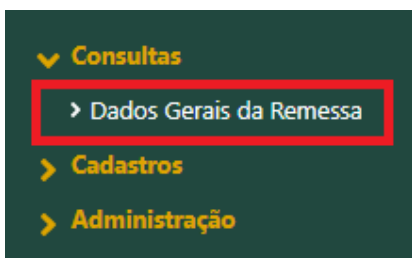 Consultas
Dados Gerais da Remessa
Cadastros
Administração